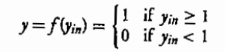 y = f(y_in) = { 1 if y_in ≥ 1
0 if y_in < 1